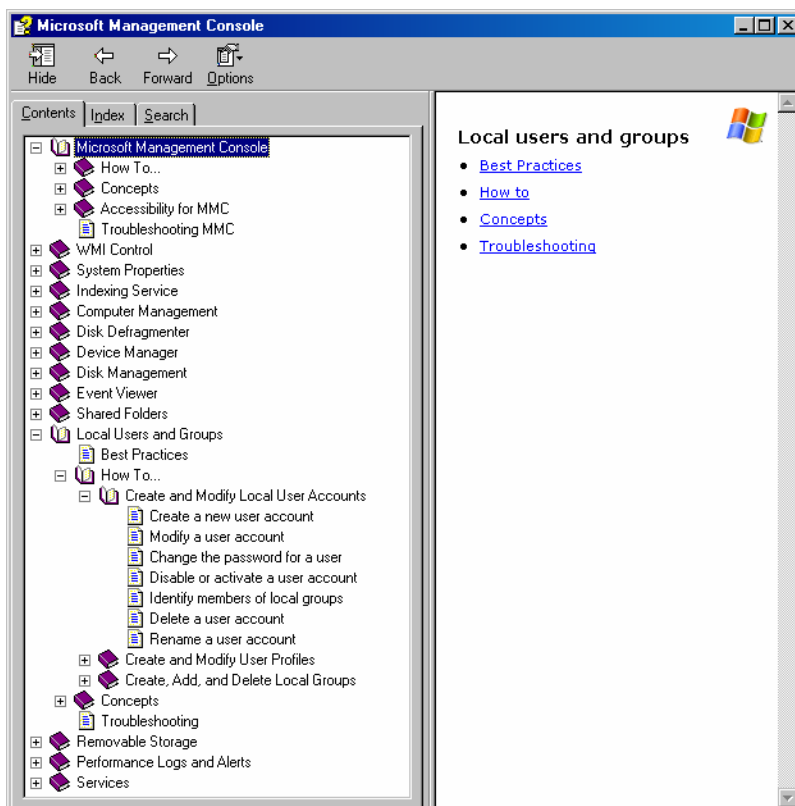 Microsoft Management Console
Hide Back Forward Options
Contents Index Search
Microsoft Management Console
How To...
Concepts
Accessibility for MMC
Troubleshooting MMC
WMI Control
System Properties
Indexing Service
Computer Management
Disk Defragmenter
Device Manager
Disk Management
Event Viewer
Shared Folders
Local Users and Groups
Best Practices
How To...
Create and Modify Local User Accounts
Create a new user account
Modify a user account
Change the password for a user
Disable or activate a user account
Identify members of local groups
Delete a user account
Rename a user account
Create and Modify User Profiles
Create, Add, and Delete Local Groups
Concepts
Troubleshooting
Removable Storage
Performance Logs and Alerts
Services
Local users and groups
Best Practices
How to
Concepts
Troubleshooting